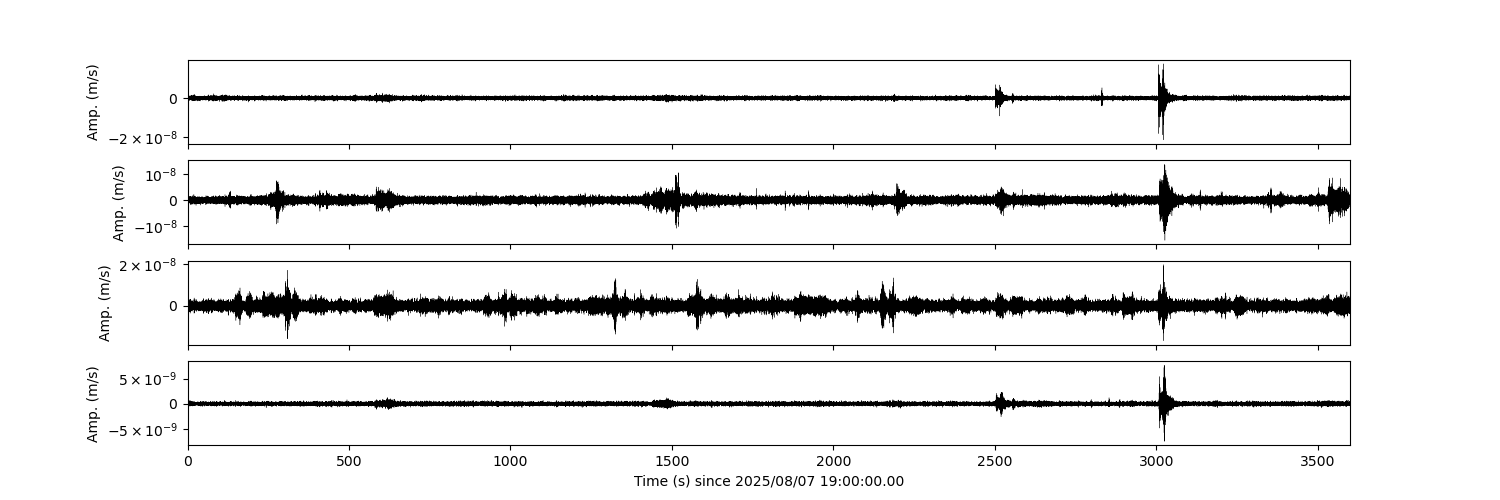 Amp. (m/s)
0
−2 × 10⁻⁸
Amp. (m/s)
10⁻⁸
0
−10⁻⁸
Amp. (m/s)
2 × 10⁻⁸
0
Amp. (m/s)
5 × 10⁻⁹
0
−5 × 10⁻⁹
0 500 1000 1500 2000 2500 3000 3500
Time (s) since 2025/08/07 19:00:00.00